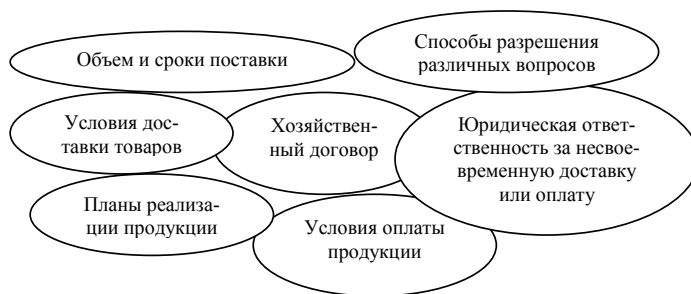 Объем и сроки поставки
Способы разрешения
различных вопросов
Условия дос-
тавки товаров
Хозяйствен-
ный договор
Юридическая ответ-
ственность за несвое-
временную доставку
или оплату
Планы реализа-
ции продукции
Условия оплаты
продукции